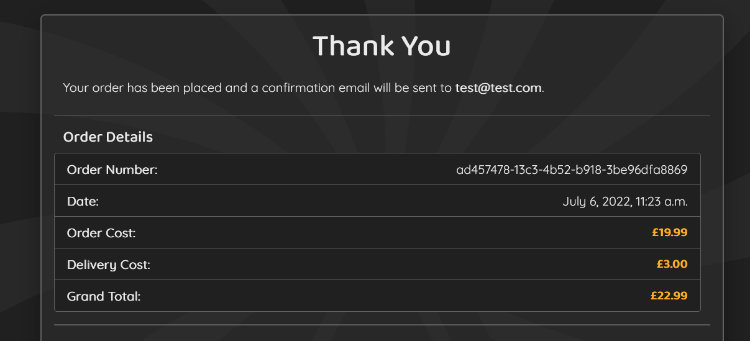 Thank You
Your order has been placed and a confirmation email will be sent to test@test.com.
Order Details
Order Number: ad457478-13c3-4b52-b918-3be96dfa8869
Date: July 6, 2022, 11:23 a.m.
Order Cost: £19.99
Delivery Cost: £3.00
Grand Total: £22.99